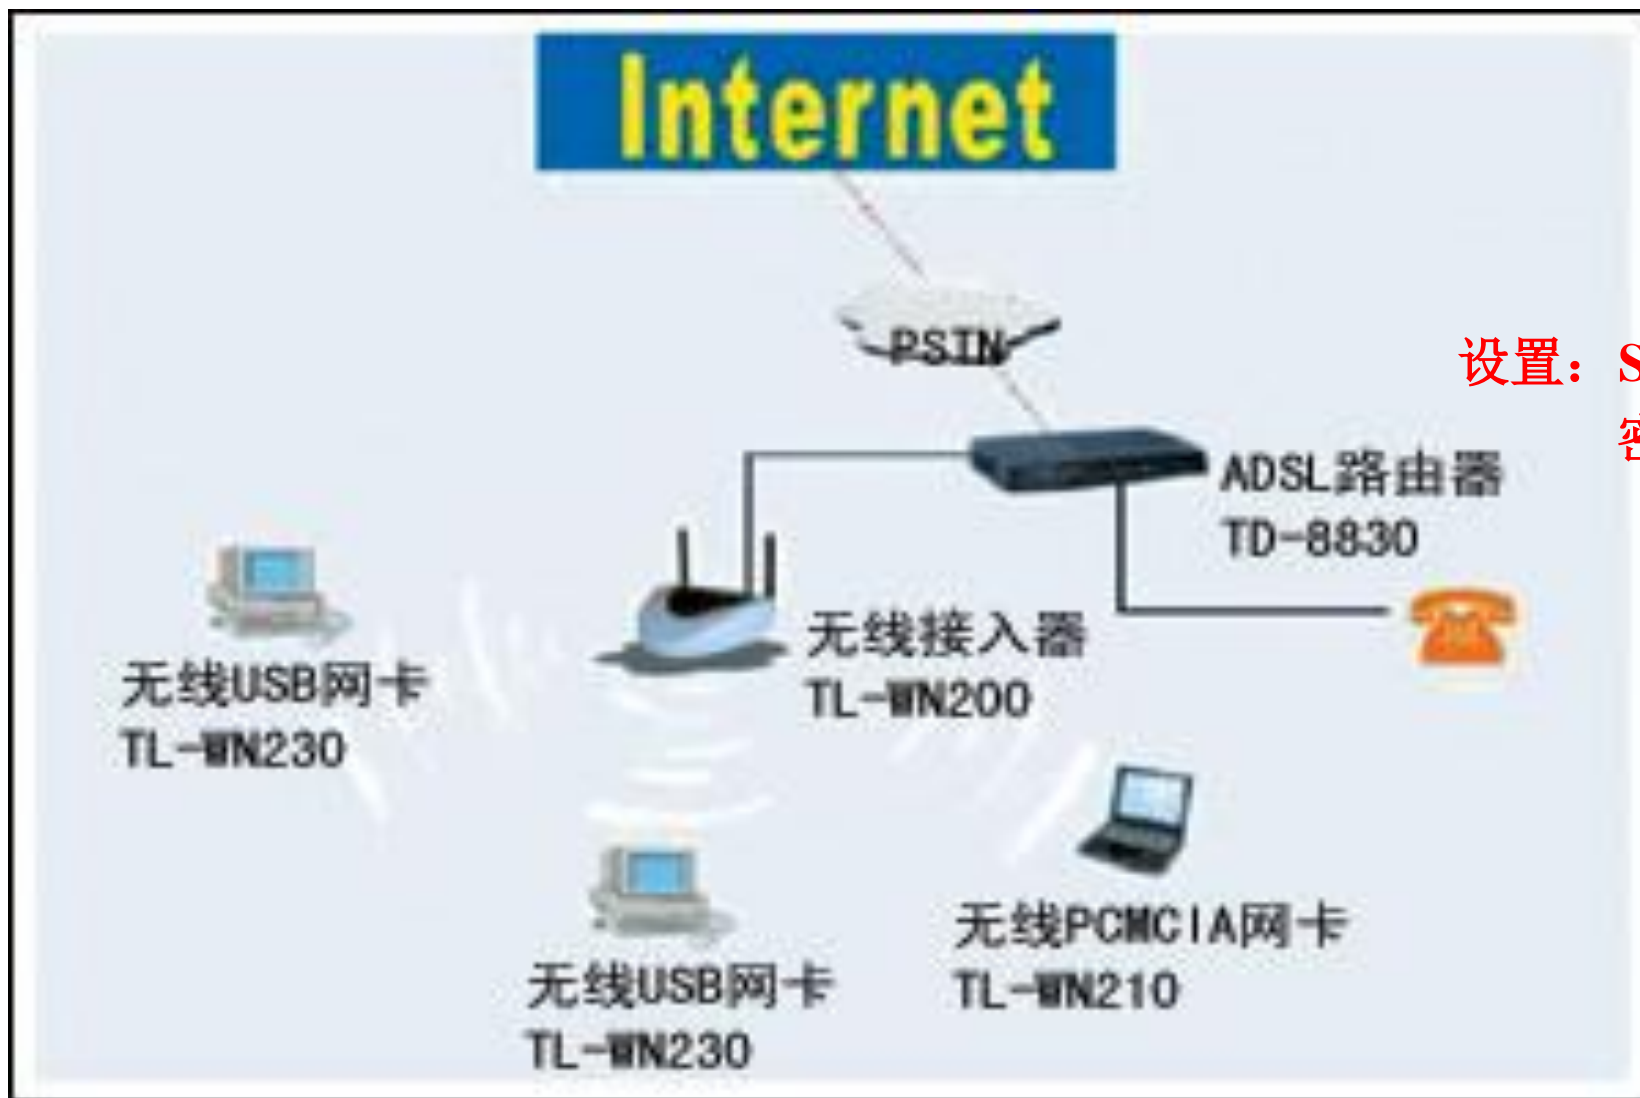 Internet
PSTN
设置：S
密
ADSL路由器
TD-8830
无线接入器
TL-WN200
无线USB网卡
TL-WN230
无线PCMCIA网卡
TL-WN210
无线USB网卡
TL-WN230